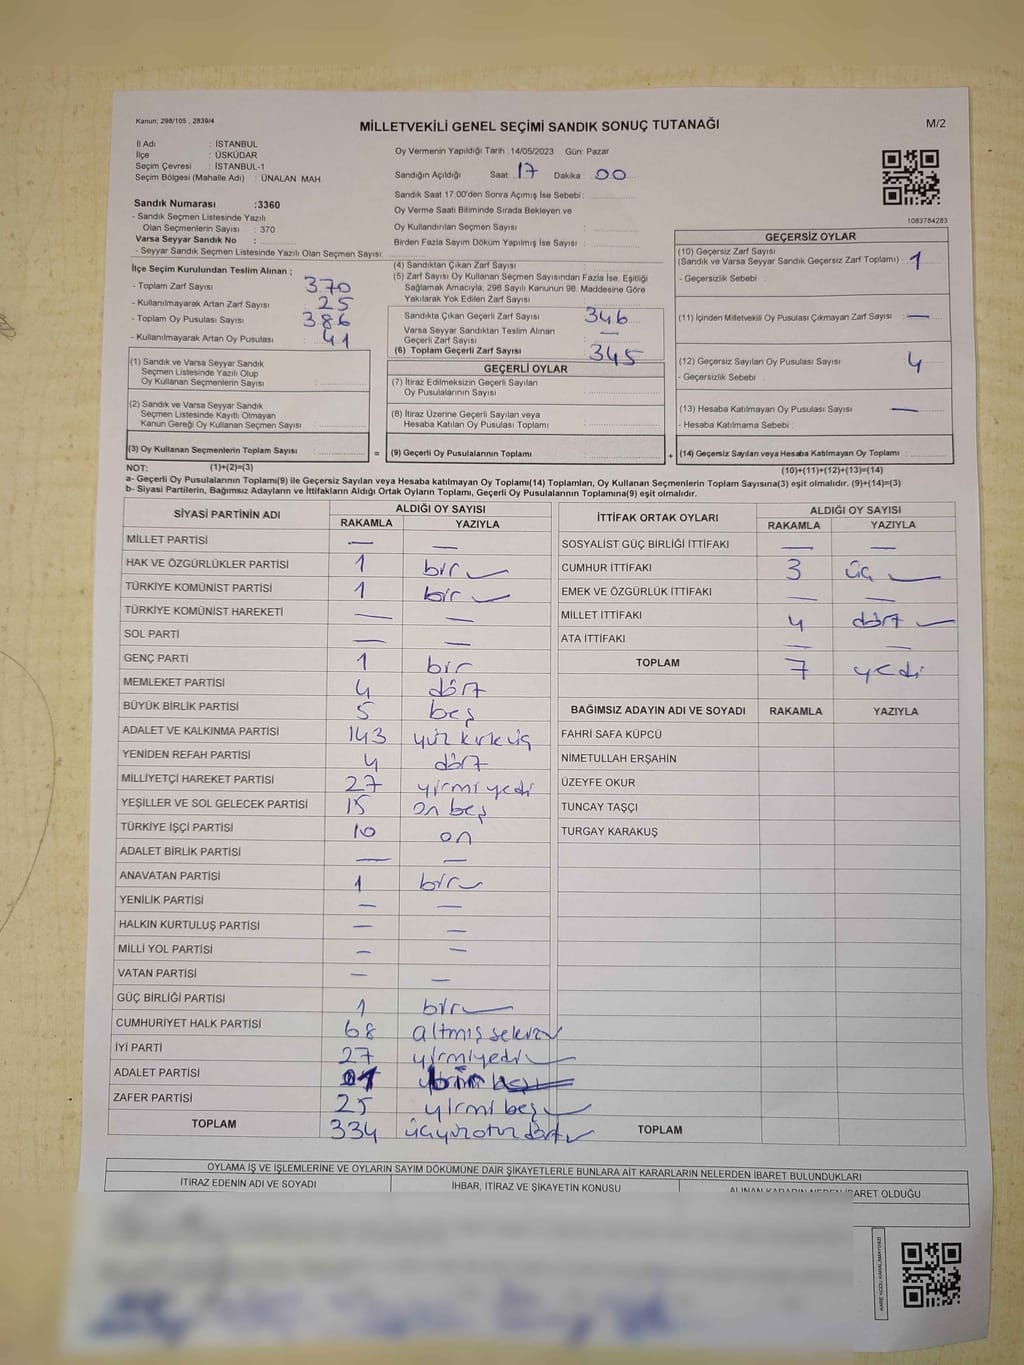 Kanun: 298/105 , 2839/4
MİLLETVEKİLİ GENEL SEÇİMİ SANDIK SONUÇ TUTANAĞI
M/2
İl Adı : İSTANBUL
İlçe : ÜSKÜDAR
Seçim Çevresi : İSTANBUL-1
Seçim Bölgesi (Mahalle Adı) : ÜNALAN MAH.
Oy Vermenin Yapıldığı Tarih :14/05/2023 Gün: Pazar
Sandığın Açıldığı Saat: 17 Dakika 00
Sandık Saat 17:00'den Sonra Açılmış İse Sebebi:
Oy Verme Saati Bitiminde Sırada Bekleyen ve
Oy Kullandırılan Seçmen Sayısı :
Birden Fazla Sayım Döküm Yapılmış İse Sayısı :
1083784283
Sandık Numarası :3360
- Sandık Seçmen Listesinde Yazılı
Olan Seçmenlerin Sayısı : 370
Varsa Seyyar Sandık No :
- Seyyar Sandık Seçmen Listesinde Yazılı Olan Seçmen Sayısı:
İlçe Seçim Kurulundan Teslim Alınan ;
- Toplam Zarf Sayısı 370
- Kullanılmayarak Artan Zarf Sayısı 25
- Toplam Oy Pusulası Sayısı 386
- Kullanılmayarak Artan Oy Pusulası 41
(1) Sandık ve Varsa Seyyar Sandık
Seçmen Listesinde Yazılı Olup
Oy Kullanan Seçmenlerin Sayısı :
(2) Sandık ve Varsa Seyyar Sandık
Seçmen Listesinde Kayıtlı Olmayan
Kanun Gereği Oy Kullanan Seçmen Sayısı :
(3) Oy Kullanan Seçmenlerin Toplam Sayısı =
(4) Sandıktan Çıkan Zarf Sayısı :
(5) Zarf Sayısı Oy Kullanan Seçmen Sayısından Fazla İse, Eşitliği
Sağlamak Amacıyla, 298 Sayılı Kanunun 98. Maddesine Göre
Yakılarak Yok Edilen Zarf Sayısı :
Sandıkta Çıkan Geçerli Zarf Sayısı : 346
Varsa Seyyar Sandıktan Teslim Alınan
Geçerli Zarf Sayısı : —
(6) Toplam Geçerli Zarf Sayısı 345
GEÇERLİ OYLAR
(7) İtiraz Edilmeksizin Geçerli Sayılan
Oy Pusulalarının Sayısı :
(8) İtiraz Üzerine Geçerli Sayılan veya
Hesaba Katılan Oy Pusulası Toplamı :
(9) Geçerli Oy Pusulalarının Toplamı : +
GEÇERSİZ OYLAR
(10) Geçersiz Zarf Sayısı
(Sandık ve Varsa Seyyar Sandık Geçersiz Zarf Toplamı) : 1
- Geçersizlik Sebebi :
(11) İçinden Milletvekili Oy Pusulası Çıkmayan Zarf Sayısı : —
(12) Geçersiz Sayılan Oy Pusulası Sayısı : 4
- Geçersizlik Sebebi :
(13) Hesaba Katılmayan Oy Pusulası Sayısı : —
- Hesaba Katılmama Sebebi :
(14) Geçersiz Sayılan veya Hesaba Katılmayan Oy Toplamı :
NOT: (1)+(2)=(3)
(10)+(11)+(12)+(13)=(14)
a- Geçerli Oy Pusulalarının Toplamı(9) ile Geçersiz Sayılan veya Hesaba Katılmayan Oy Toplamı(14) Toplamları, Oy Kullanan Seçmenlerin Toplam Sayısına(3) eşit olmalıdır. (9)+(14)=(3)
b- Siyasi Partilerin, Bağımsız Adayların ve İttifakların Aldığı Ortak Oyların Toplamı, Geçerli Oy Pusulalarının Toplamına(9) eşit olmalıdır.
SİYASİ PARTİNİN ADI ALDIĞI OY SAYISI
RAKAMLA YAZIYLA
MİLLET PARTİSİ — —
HAK VE ÖZGÜRLÜKLER PARTİSİ 1 bir
TÜRKİYE KOMÜNİST PARTİSİ 1 bir
TÜRKİYE KOMÜNİST HAREKETİ — —
SOL PARTİ — —
GENÇ PARTİ 1 bir
MEMLEKET PARTİSİ 4 dört
BÜYÜK BİRLİK PARTİSİ 5 beş
ADALET VE KALKINMA PARTİSİ 143 yüz kırk üç
YENİDEN REFAH PARTİSİ 4 dört
MİLLİYETÇİ HAREKET PARTİSİ 27 yirmi yedi
YEŞİLLER VE SOL GELECEK PARTİSİ 15 on beş
TÜRKİYE İŞÇİ PARTİSİ 10 on
ADALET BİRLİK PARTİSİ — —
ANAVATAN PARTİSİ 1 bir
YENİLİK PARTİSİ — —
HALKIN KURTULUŞ PARTİSİ — —
MİLLİ YOL PARTİSİ — —
VATAN PARTİSİ — —
GÜÇ BİRLİĞİ PARTİSİ 1 bir
CUMHURİYET HALK PARTİSİ 68 altmış sekiz
İYİ PARTİ 27 yirmiyedi
ADALET PARTİSİ
ZAFER PARTİSİ 25 yirmi beş
TOPLAM 334 üçyüzotuz dört
İTTİFAK ORTAK OYLARI ALDIĞI OY SAYISI
RAKAMLA YAZIYLA
SOSYALİST GÜÇ BİRLİĞİ İTTİFAKI — —
CUMHUR İTTİFAKI 3 üç
EMEK VE ÖZGÜRLÜK İTTİFAKI — —
MİLLET İTTİFAKI 4 dört
ATA İTTİFAKI — —
TOPLAM 7 yedi
BAĞIMSIZ ADAYIN ADI VE SOYADI RAKAMLA YAZIYLA
FAHRİ SAFA KÜPCÜ
NİMETULLAH ERŞAHİN
ÜZEYFE OKUR
TUNCAY TAŞÇI
TURGAY KARAKUŞ
TOPLAM
OYLAMA İŞ VE İŞLEMLERİNE VE OYLARIN SAYIM DÖKÜMÜNE DAİR ŞİKAYETLERLE BUNLARA AİT KARARLARIN NELERDEN İBARET BULUNDUKLARI
İTİRAZ EDENİN ADI VE SOYADI İHBAR, İTİRAZ VE ŞİKAYETİN KONUSU ALINAN KARARIN NEDEN İBARET OLDUĞU
KARE KODU KARALAMAYINIZ!